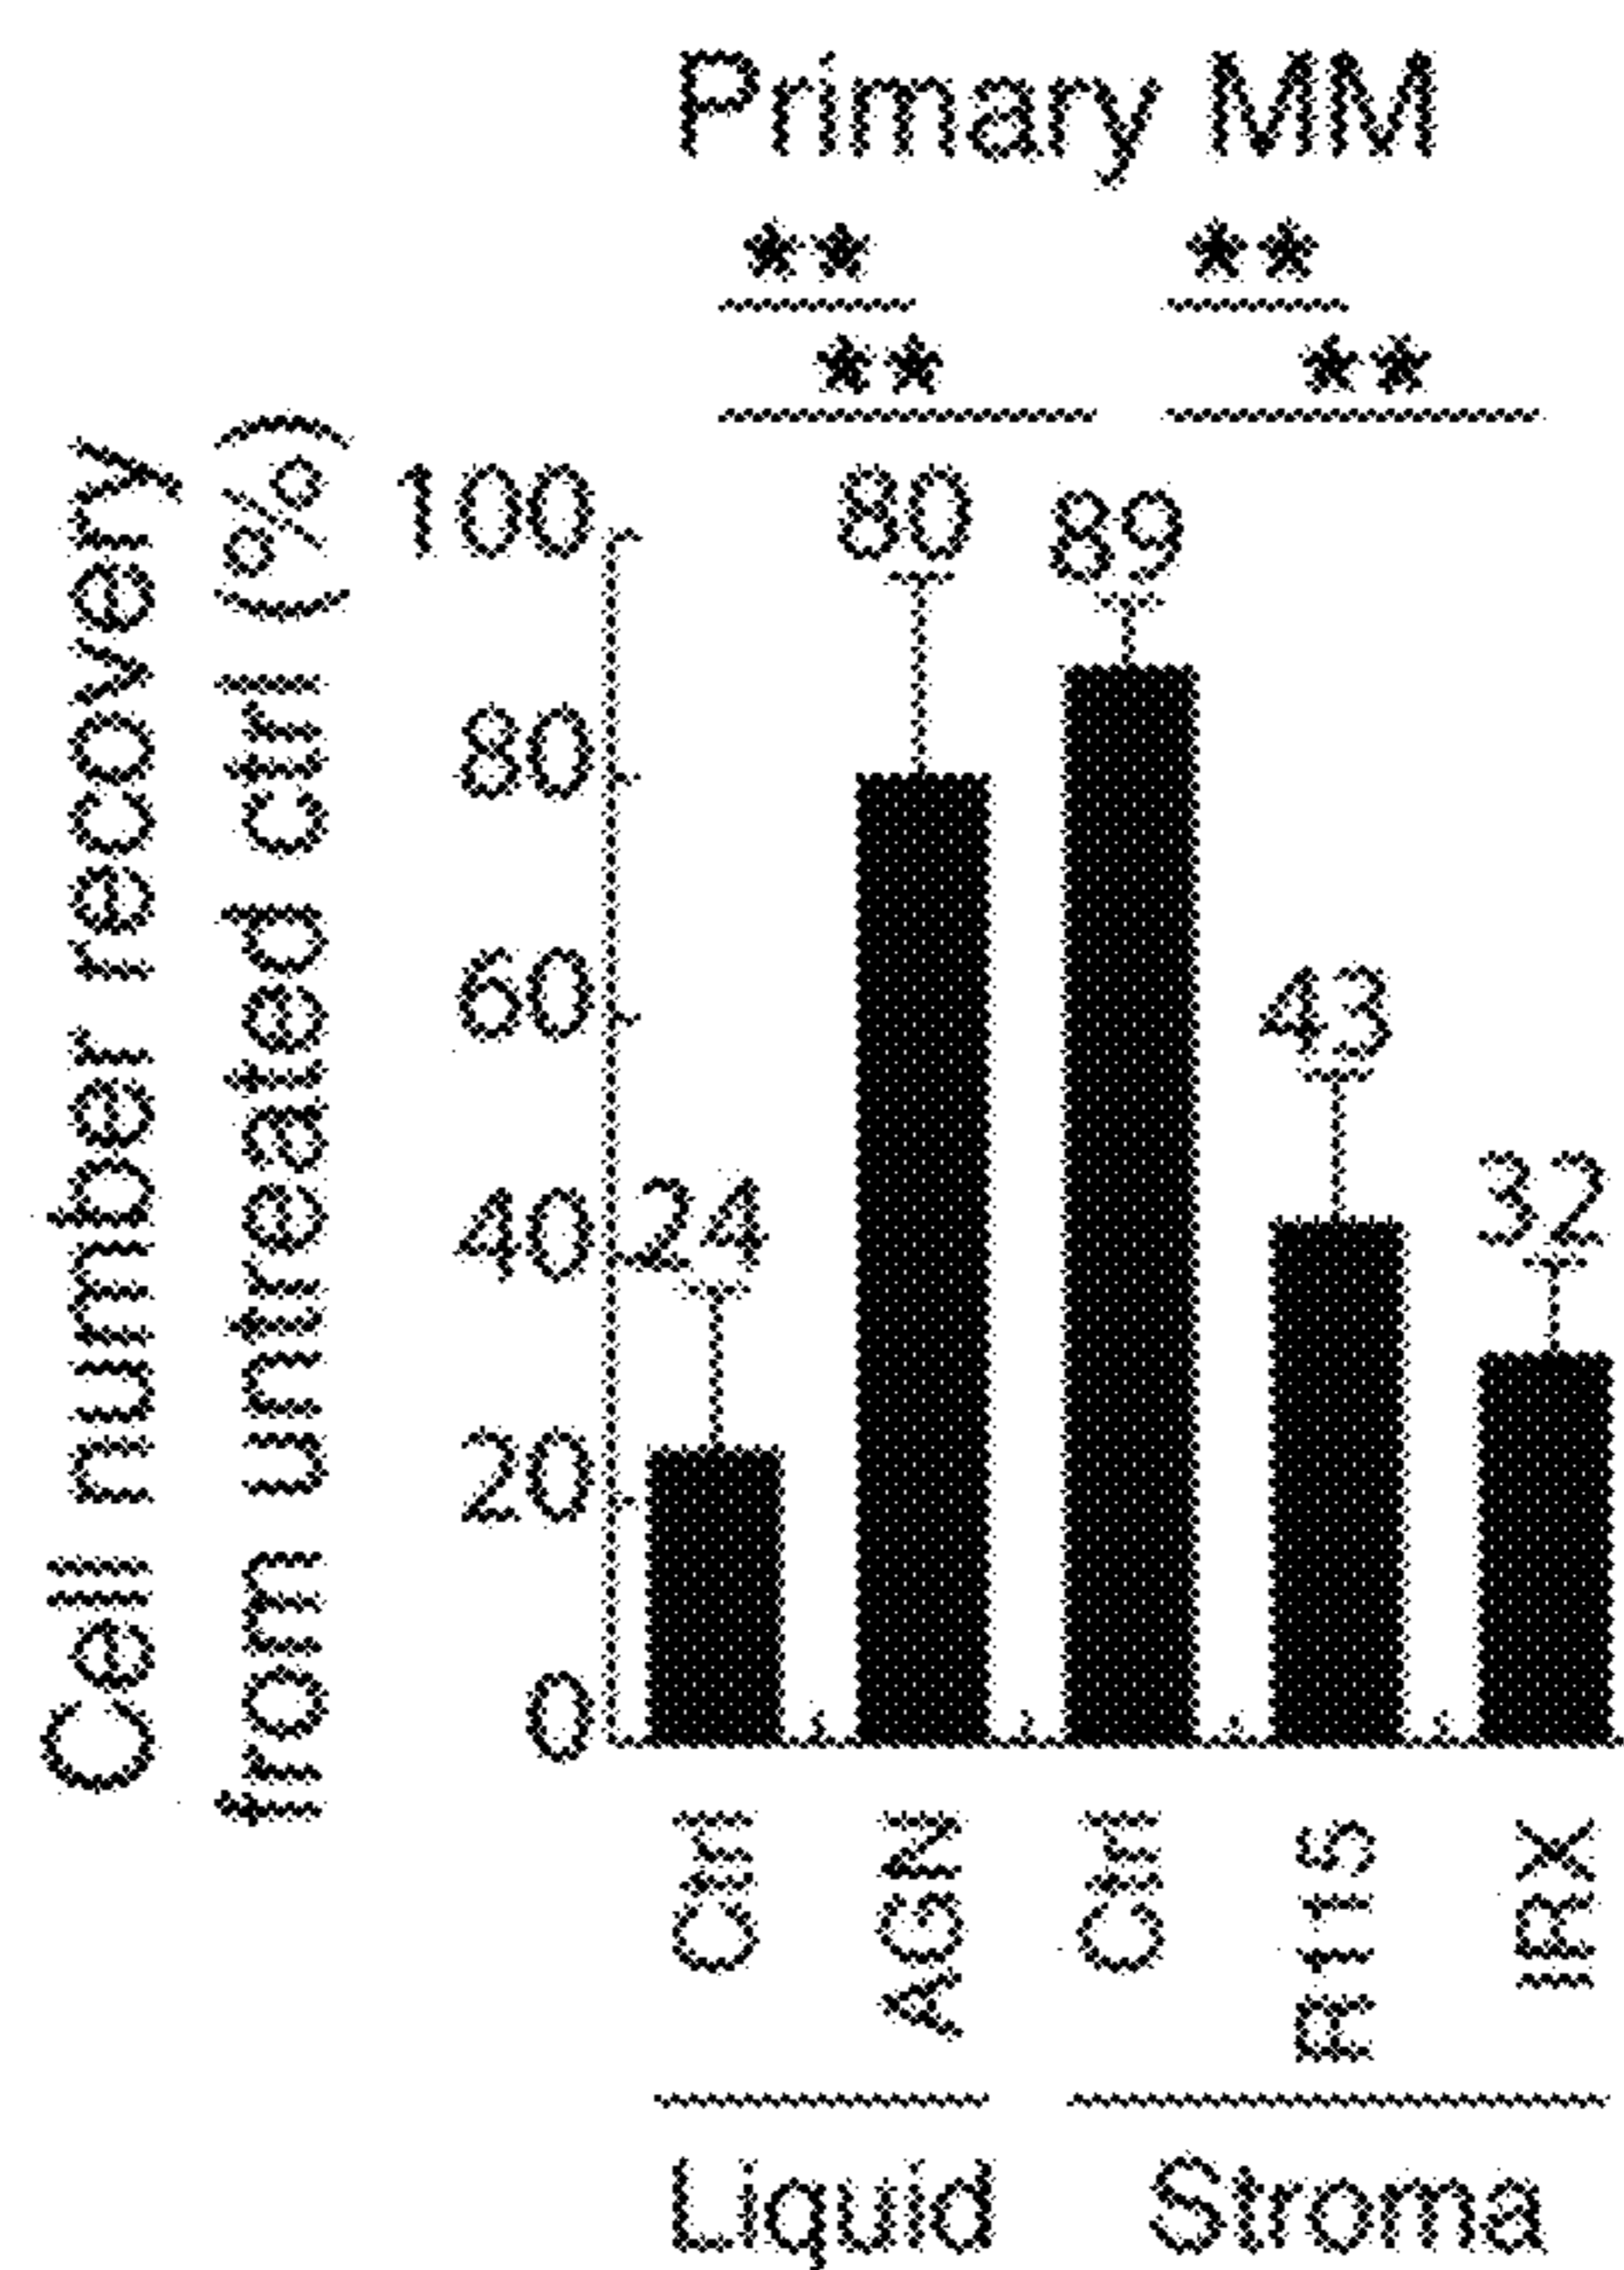 Primary MM
** **
** **
Cell number recovery
from untreated ctrl (%)
100
80
60
40
20
0
24
80
89
43
32
Ctrl
AGN
Ctrl
R115
IRX
Liquid
Stroma